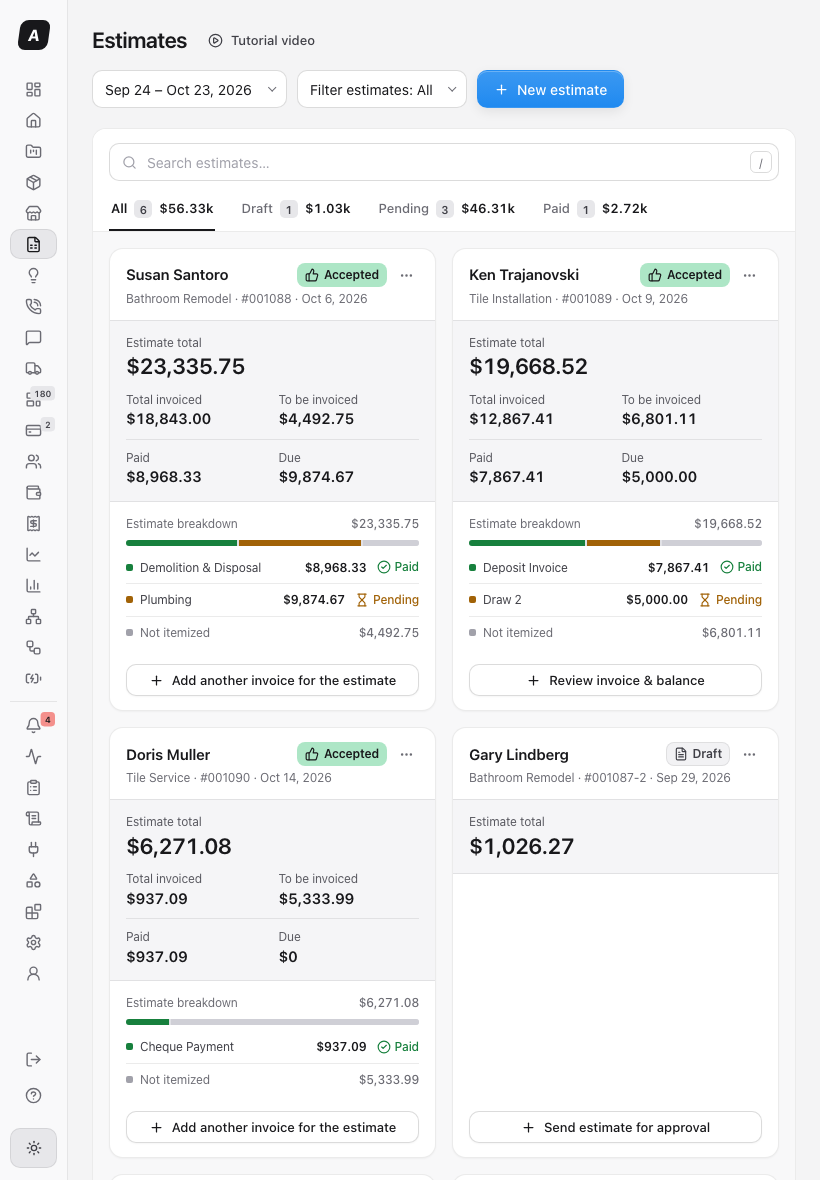 A
Estimates
Tutorial video
Sep 24 – Oct 23, 2026
Filter estimates: All
New estimate
Search estimates...
/
All 6 $56.33k
Draft 1 $1.03k
Pending 3 $46.31k
Paid 1 $2.72k
180
2
4
Susan Santoro
Accepted
Bathroom Remodel · #001088 · Oct 6, 2026
Estimate total
$23,335.75
Total invoiced
To be invoiced
$18,843.00
$4,492.75
Paid
Due
$8,968.33
$9,874.67
Estimate breakdown
$23,335.75
Demolition & Disposal $8,968.33 Paid
Plumbing $9,874.67 Pending
Not itemized $4,492.75
Add another invoice for the estimate
Ken Trajanovski
Accepted
Tile Installation · #001089 · Oct 9, 2026
Estimate total
$19,668.52
Total invoiced
To be invoiced
$12,867.41
$6,801.11
Paid
Due
$7,867.41
$5,000.00
Estimate breakdown
$19,668.52
Deposit Invoice $7,867.41 Paid
Draw 2 $5,000.00 Pending
Not itemized $6,801.11
Review invoice & balance
Doris Muller
Accepted
Tile Service · #001090 · Oct 14, 2026
Estimate total
$6,271.08
Total invoiced
To be invoiced
$937.09
$5,333.99
Paid
Due
$937.09
$0
Estimate breakdown
$6,271.08
Cheque Payment $937.09 Paid
Not itemized $5,333.99
Add another invoice for the estimate
Gary Lindberg
Draft
Bathroom Remodel · #001087-2 · Sep 29, 2026
Estimate total
$1,026.27
Send estimate for approval